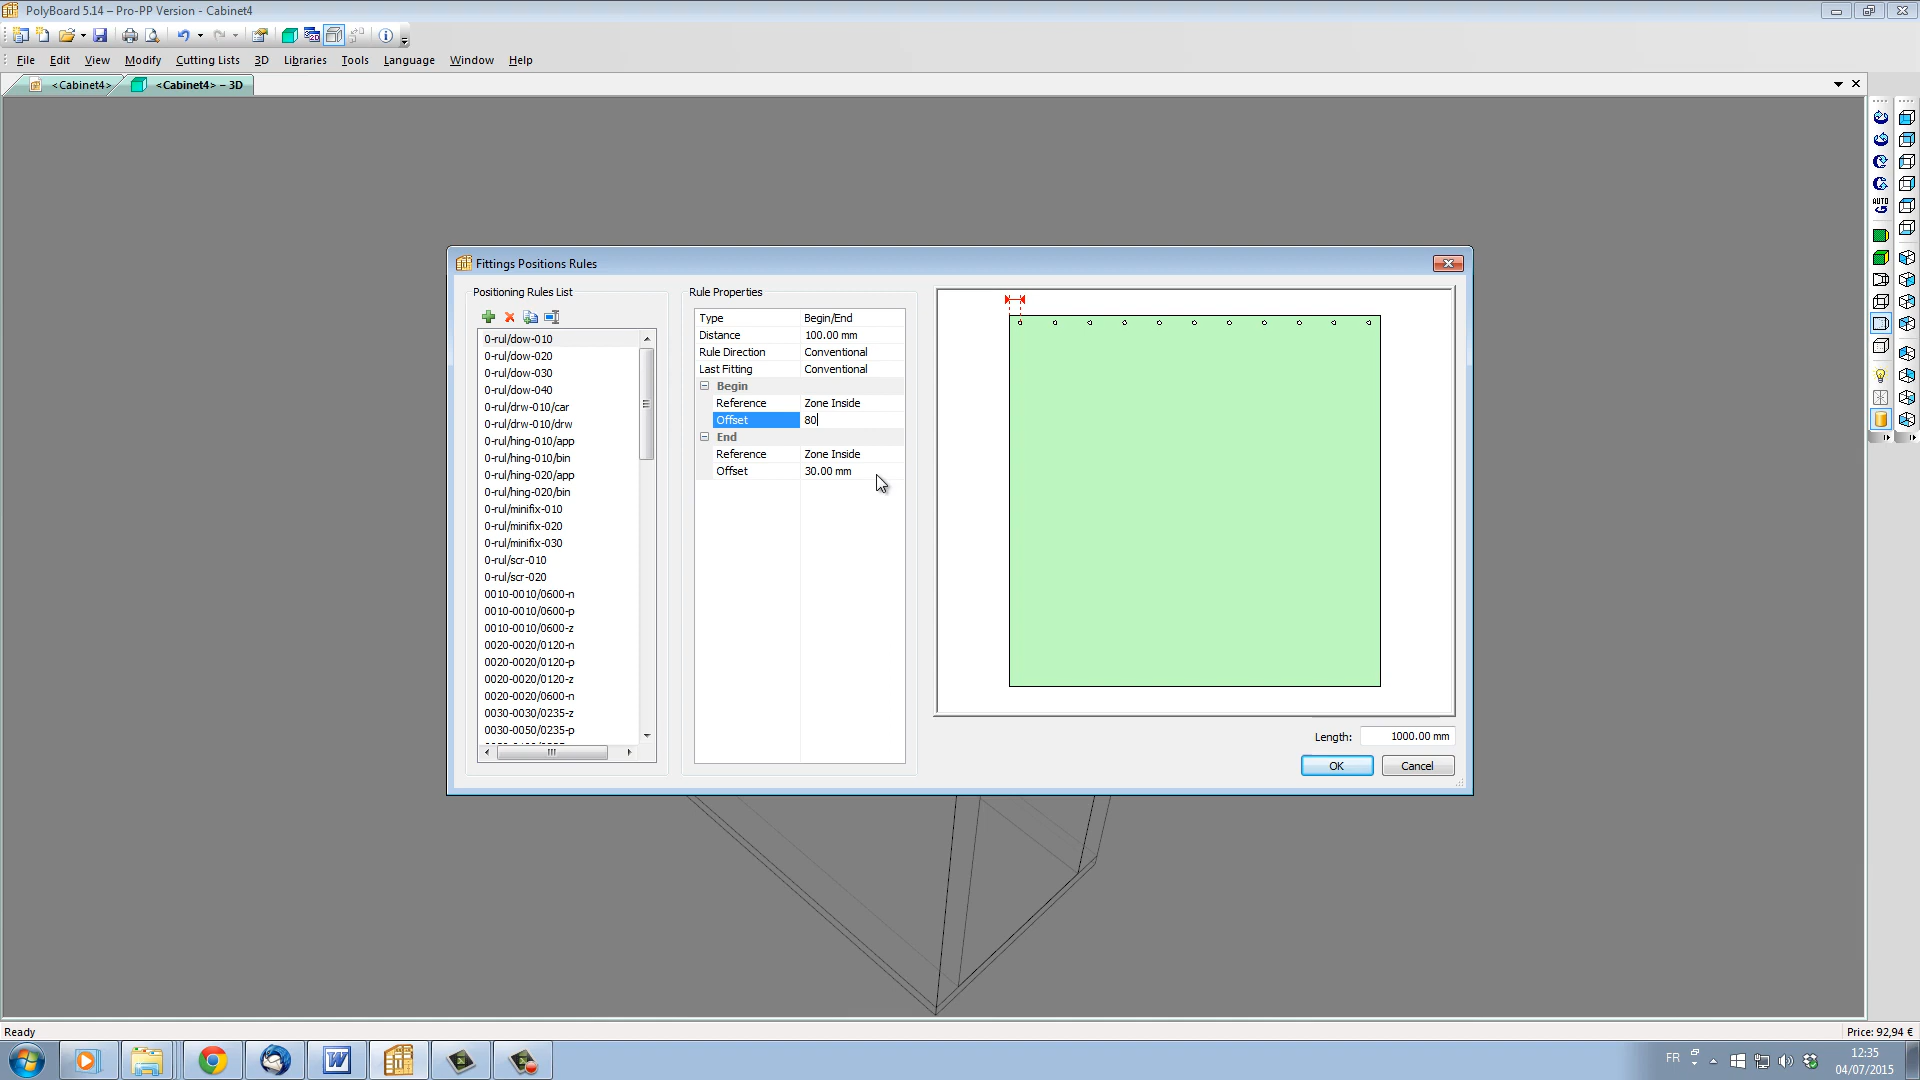 PolyBoard 5.14 – Pro-PP Version - Cabinet4
File Edit View Modify Cutting Lists 3D Libraries Tools Language Window Help
<Cabinet4> <Cabinet4> – 3D
AUTO
Fittings Positions Rules
Positioning Rules List
0-rul/dow-010
0-rul/dow-020
0-rul/dow-030
0-rul/dow-040
0-rul/drw-010/car
0-rul/drw-010/drw
0-rul/hing-010/app
0-rul/hing-010/bin
0-rul/hing-020/app
0-rul/hing-020/bin
0-rul/minifix-010
0-rul/minifix-020
0-rul/minifix-030
0-rul/scr-010
0-rul/scr-020
0010-0010/0600-n
0010-0010/0600-p
0010-0010/0600-z
0020-0020/0120-n
0020-0020/0120-p
0020-0020/0120-z
0020-0020/0600-n
0030-0030/0235-z
0030-0050/0235-p
Rule Properties
Type Begin/End
Distance 100.00 mm
Rule Direction Conventional
Last Fitting Conventional
Begin
Reference Zone Inside
Offset 80
End
Reference Zone Inside
Offset 30.00 mm
Length: 1000.00 mm
OK Cancel
Ready Price: 92,94 €
FR
12:35
04/07/2015